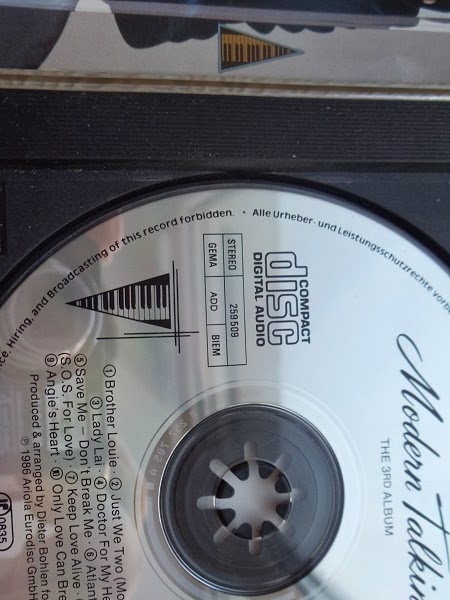 Modern Talkin
THE 3RD ALBUM
COMPACT
disc
DIGITAL AUDIO
STEREO 259 509
GEMA ADD BIEM
① Brother Louie · ② Just We Two (Mo
③ Lady Lai · ④ Doctor For My He
⑤ Save Me – Don't Break Me · ⑥ Atlant
(S.O.S. For Love) · ⑦ Keep Love Alive ·
⑨ Angie's Heart · ⑩ Only Love Can Bre
Produced & arranged by Dieter Bohlen fo
℗ 1986 Ariola Eurodisc GmbH
0835
ce. Hiring, and Broadcasting of this record forbidden. · Alle Urheber- und Leistungsschutzrechte vorb